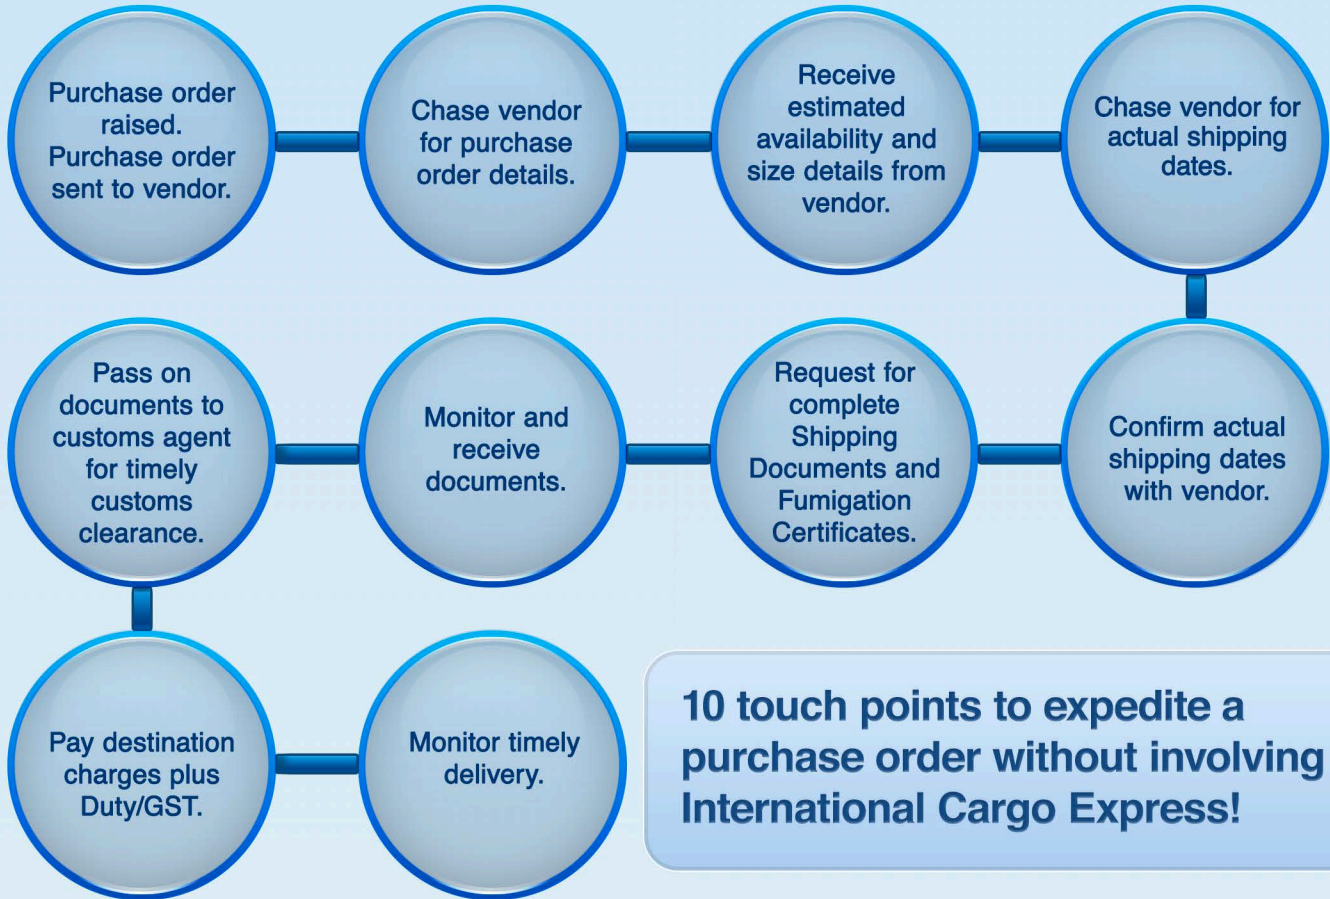 Purchase order
raised.
Purchase order
sent to vendor.
Chase vendor
for purchase
order details.
Receive
estimated
availability and
size details from
vendor.
Chase vendor for
actual shipping
dates.
Confirm actual
shipping dates
with vendor.
Request for
complete
Shipping
Documents and
Fumigation
Certificates.
Monitor and
receive
documents.
Pass on
documents to
customs agent
for timely
customs
clearance.
Pay destination
charges plus
Duty/GST.
Monitor timely
delivery.
10 touch points to expedite a
purchase order without involving
International Cargo Express!